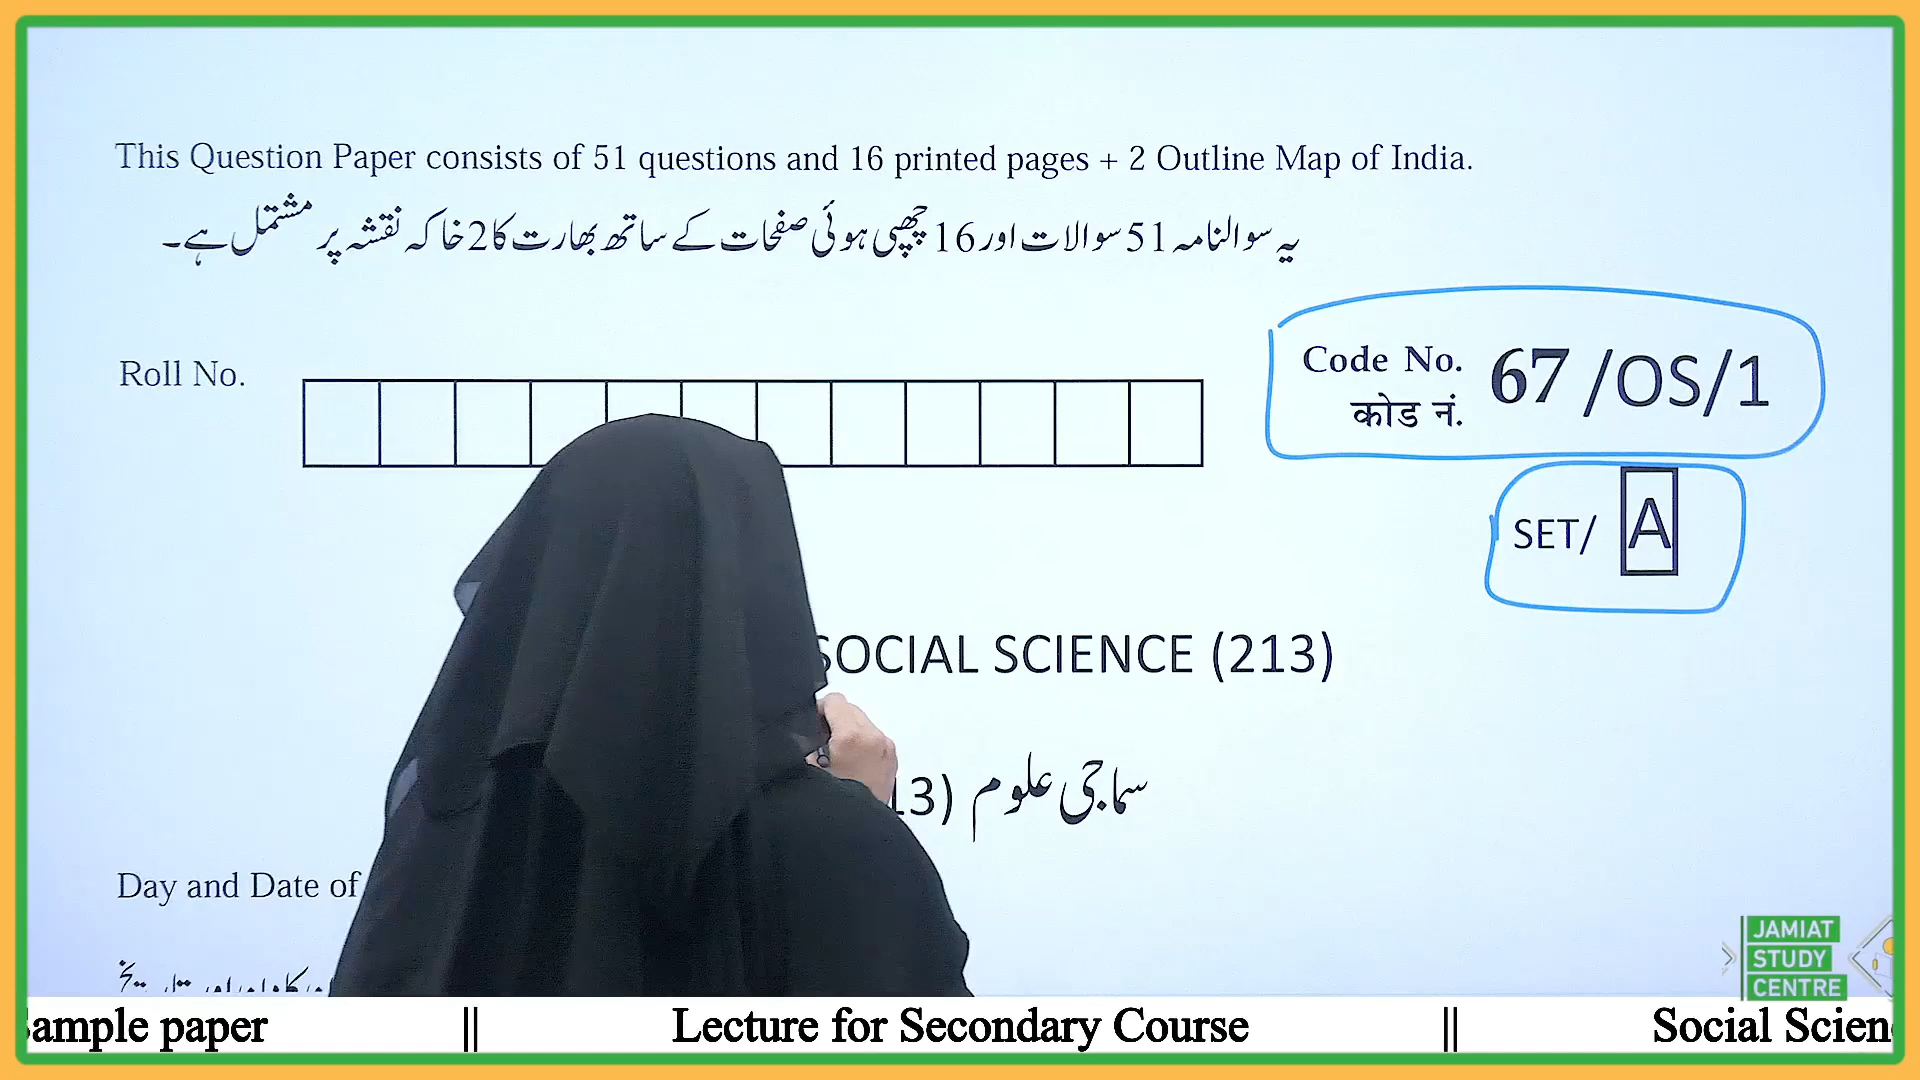 This Question Paper consists of 51 questions and 16 printed pages + 2 Outline Map of India.
یہ سوالنامہ 51 سوالات اور 16 چھپی ہوئی صفحات کے ساتھ بھارت کا 2 خاکہ نقشہ پر مشتمل ہے۔
Roll No.
Code No. 67 /OS/1
कोड नं.
SET/ A
SOCIAL SCIENCE (213)
سماجی علوم (13
Day and Date of
JAMIAT
STUDY
CENTRE
ample paper || Lecture for Secondary Course || Social Scien